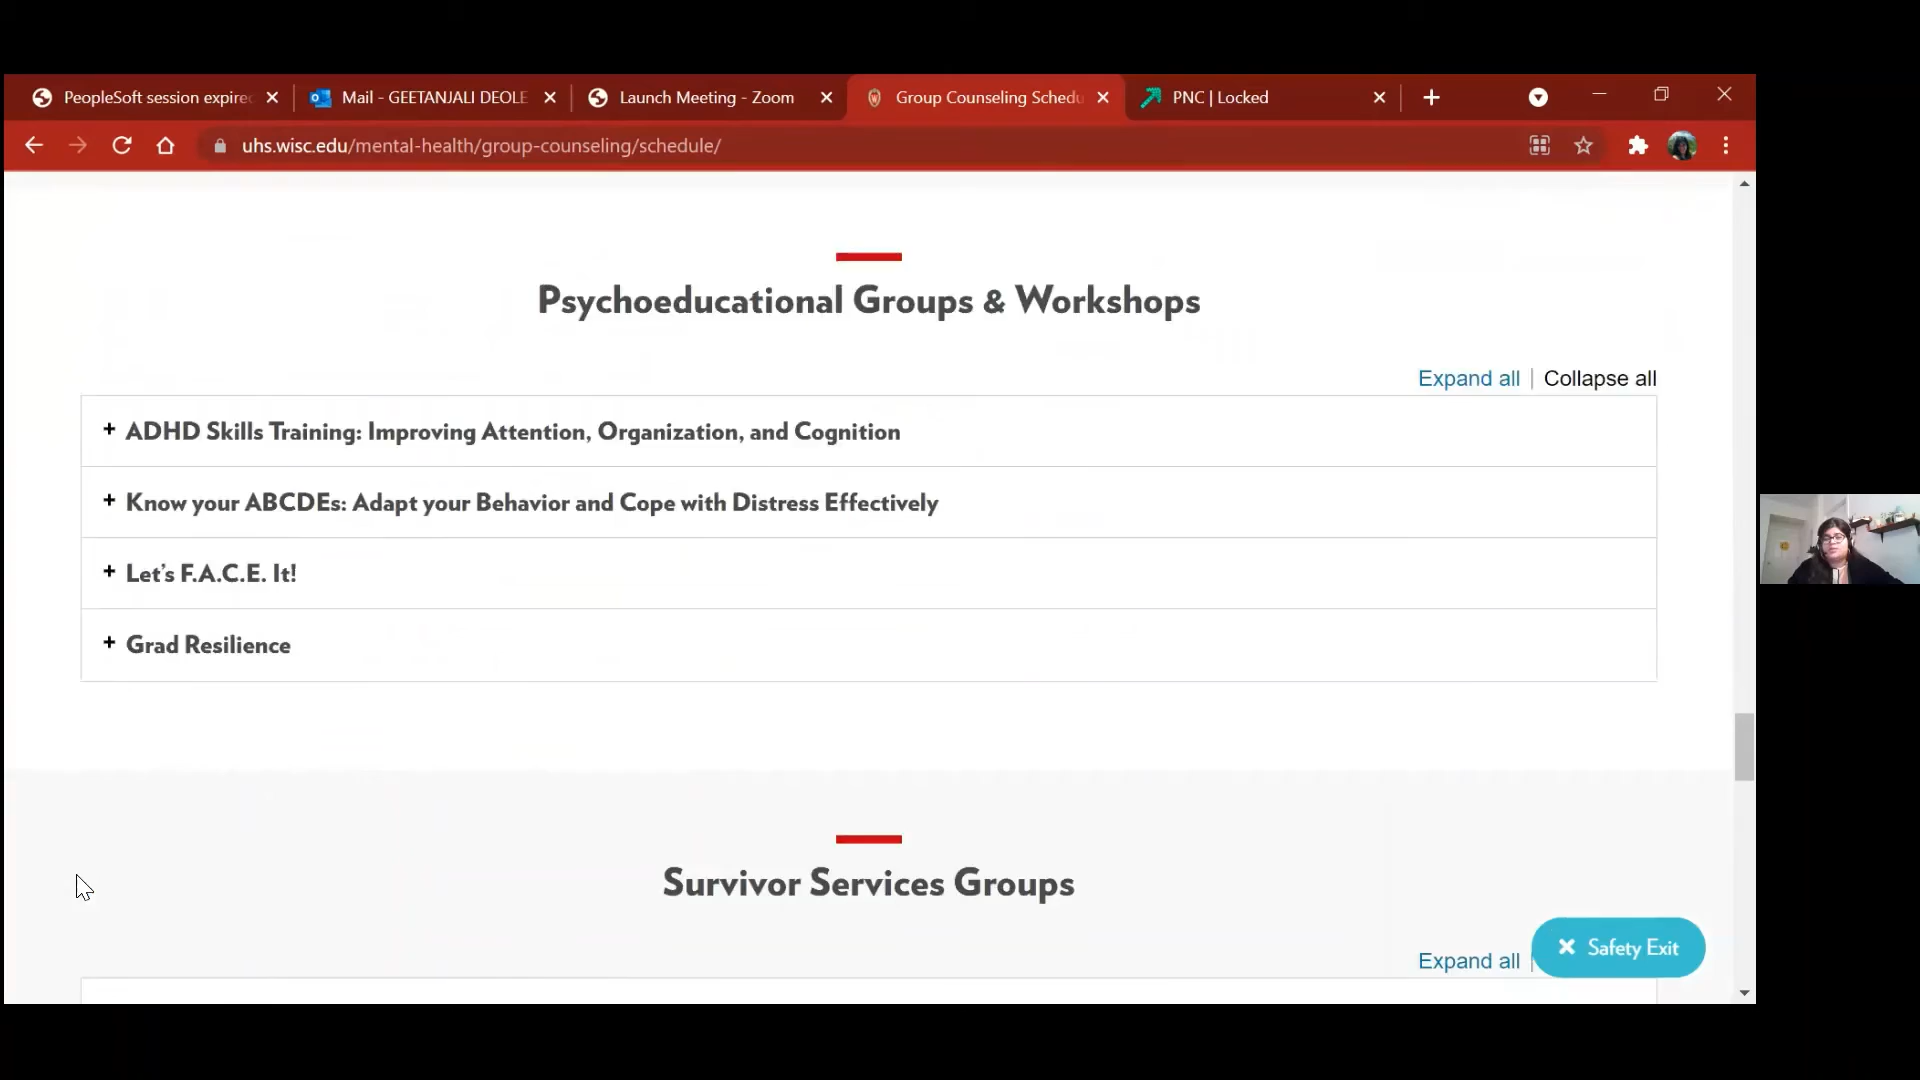 PeopleSoft session expire
Mail - GEETANJALI DEOLE
Launch Meeting - Zoom
Group Counseling Schedu
PNC | Locked
uhs.wisc.edu/mental-health/group-counseling/schedule/
Psychoeducational Groups & Workshops
Expand all | Collapse all
+ ADHD Skills Training: Improving Attention, Organization, and Cognition
+ Know your ABCDEs: Adapt your Behavior and Cope with Distress Effectively
+ Let's F.A.C.E. It!
+ Grad Resilience
Survivor Services Groups
Expand all |
Safety Exit